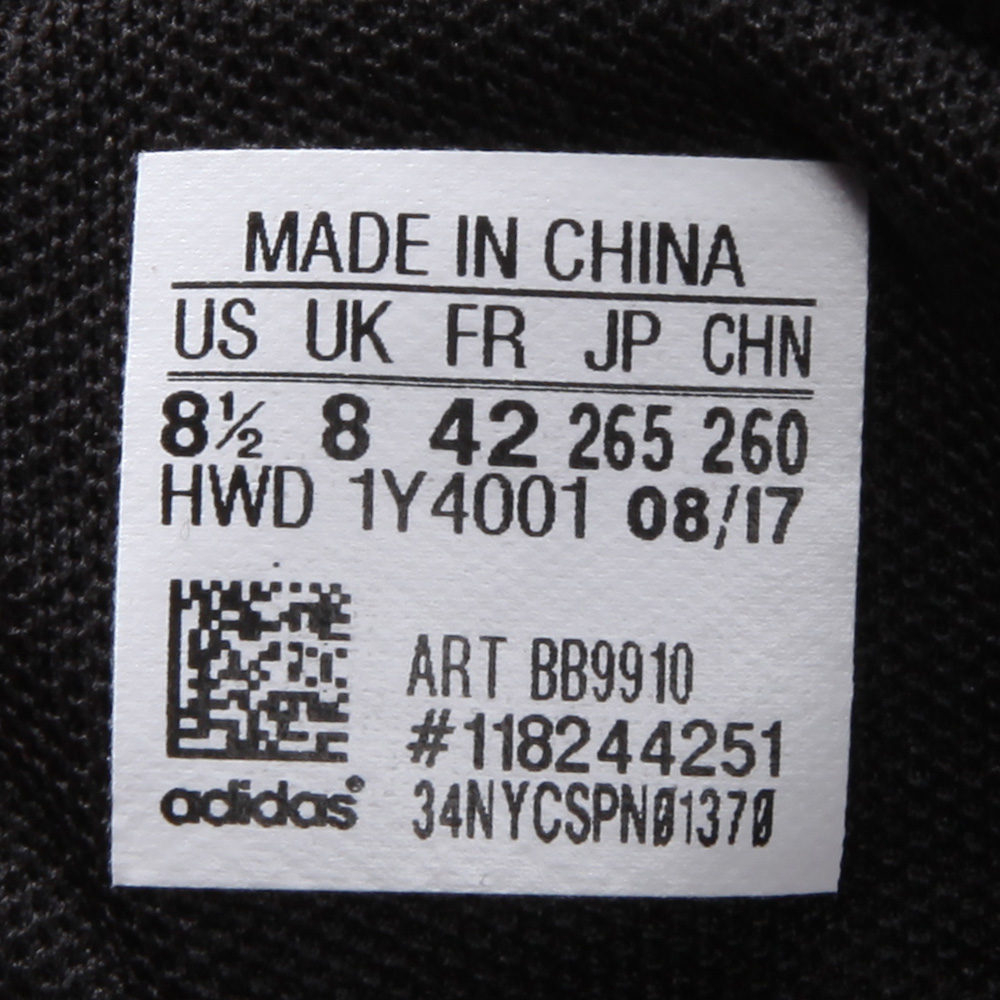 MADE IN CHINA
US UK FR JP CHN
8½ 8 42 265 260
HWD 1Y4001 08/17
ART BB9910
#118244251
adidas® 34NYCSPN01370